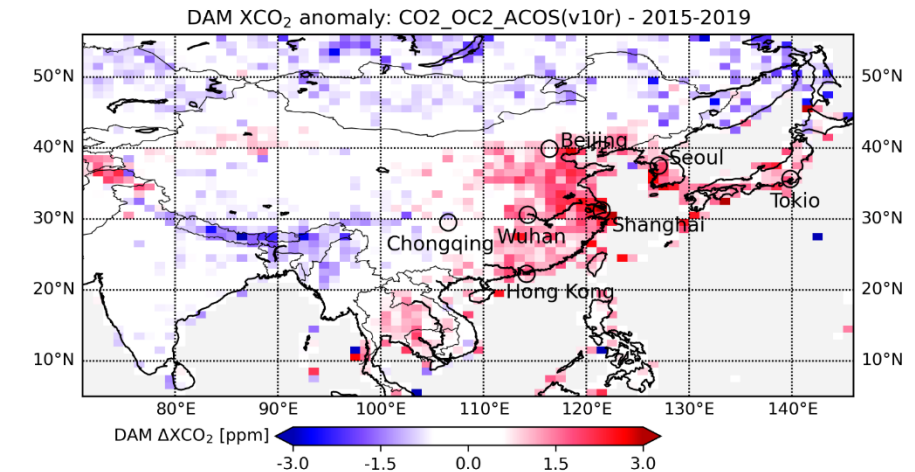 DAM XCO₂ anomaly: CO2_OC2_ACOS(v10r) - 2015-2019
50°N 50°N
40°N Beijing 40°N
Seoul
Tokio
30°N Shanghai 30°N
Chongqing Wuhan
20°N Hong Kong 20°N
10°N 10°N
80°E 90°E 100°E 110°E 120°E 130°E 140°E
DAM ΔXCO₂ [ppm]
-3.0 -1.5 0.0 1.5 3.0